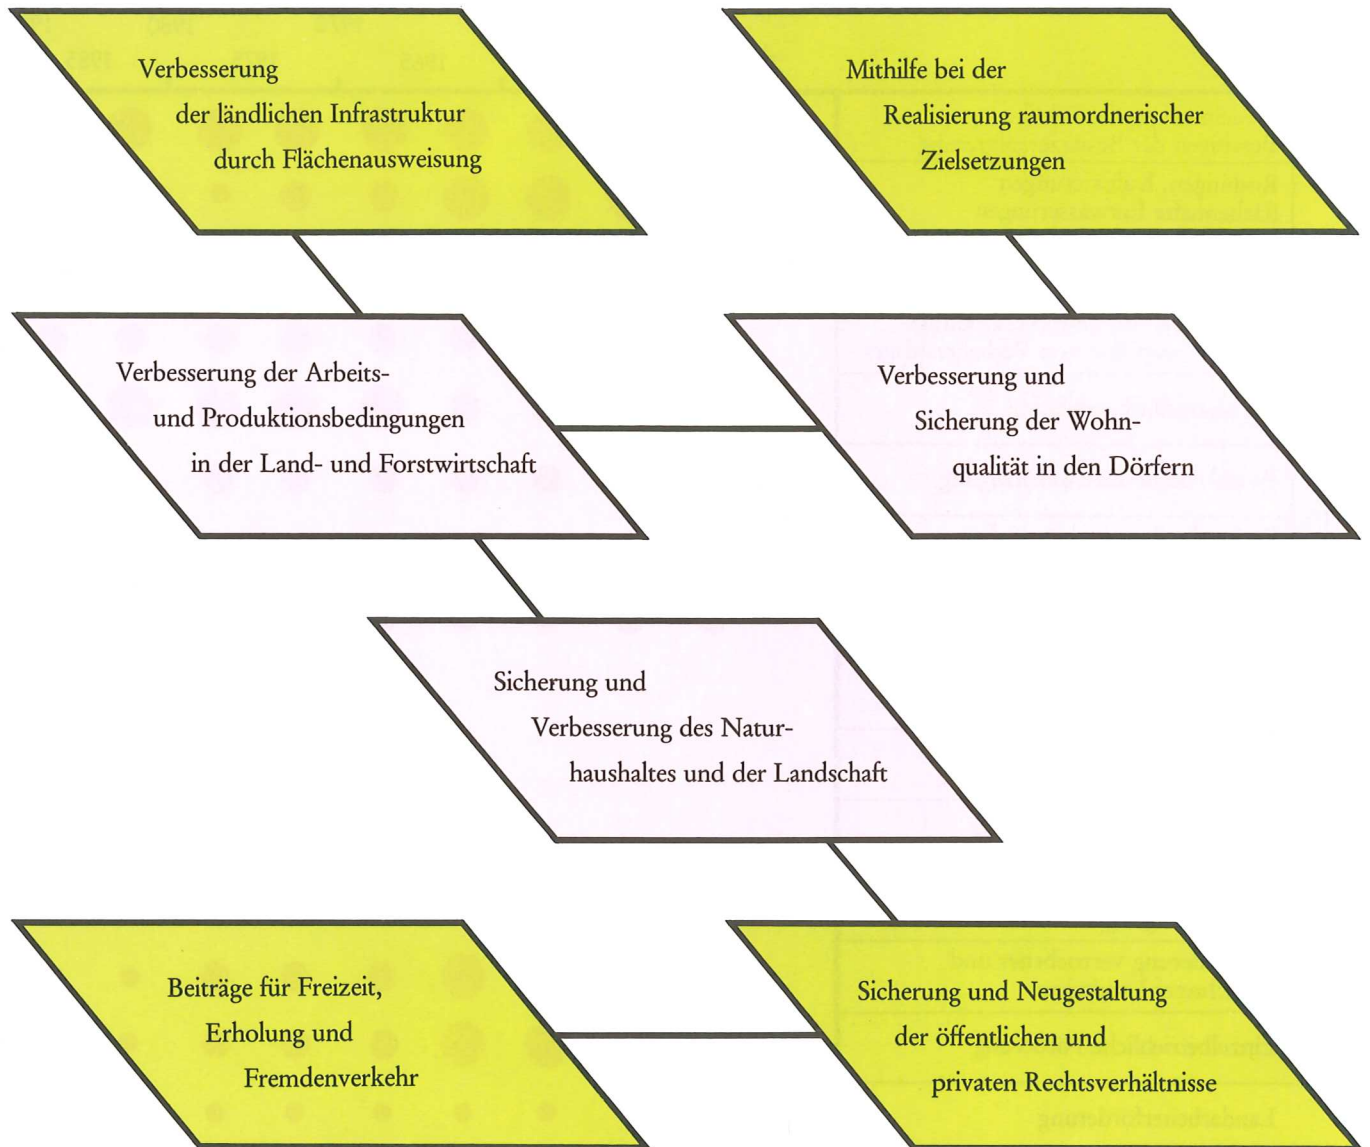 Verbesserung
der ländlichen Infrastruktur
durch Flächenausweisung
Mithilfe bei der
Realisierung raumordnerischer
Zielsetzungen
Verbesserung der Arbeits-
und Produktionsbedingungen
in der Land- und Forstwirtschaft
Verbesserung und
Sicherung der Wohn-
qualität in den Dörfern
Sicherung und
Verbesserung des Natur-
haushaltes und der Landschaft
Beiträge für Freizeit,
Erholung und
Fremdenverkehr
Sicherung und Neugestaltung
der öffentlichen und
privaten Rechtsverhältnisse